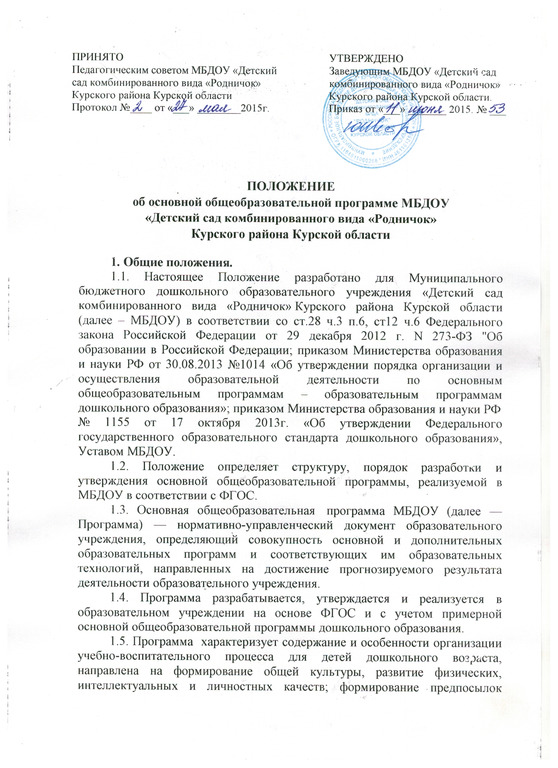 ПРИНЯТО
Педагогическим советом МБДОУ «Детский
сад комбинированного вида «Родничок»
Курского района Курской области
Протокол № 2 от «27» мая 2015г.
УТВЕРЖДЕНО
Заведующим МБДОУ «Детский сад
комбинированного вида «Родничок»
Курского района Курской области
Приказ от «11» июня 2015. № 53
ПОЛОЖЕНИЕ
об основной общеобразовательной программе МБДОУ
«Детский сад комбинированного вида «Родничок»
Курского района Курской области
1. Общие положения.
1.1. Настоящее Положение разработано для Муниципального
бюджетного дошкольного образовательного учреждения «Детский сад
комбинированного вида «Родничок» Курского района Курской области
(далее – МБДОУ) в соответствии со ст.28 ч.3 п.6, ст12 ч.6 Федерального
закона Российской Федерации от 29 декабря 2012 г. N 273-ФЗ "Об
образовании в Российской Федерации; приказом Министерства образования
и науки РФ от 30.08.2013 №1014 «Об утверждении порядка организации и
осуществления образовательной деятельности по основным
общеобразовательным программам – образовательным программам
дошкольного образования»; приказом Министерства образования и науки РФ
№ 1155 от 17 октября 2013г. «Об утверждении Федерального
государственного образовательного стандарта дошкольного образования»,
Уставом МБДОУ.
1.2. Положение определяет структуру, порядок разработки и
утверждения основной общеобразовательной программы, реализуемой в
МБДОУ в соответствии с ФГОС.
1.3. Основная общеобразовательная программа МБДОУ (далее —
Программа) — нормативно-управленческий документ образовательного
учреждения, определяющий совокупность основной и дополнительных
образовательных программ и соответствующих им образовательных
технологий, направленных на достижение прогнозируемого результата
деятельности образовательного учреждения.
1.4. Программа разрабатывается, утверждается и реализуется в
образовательном учреждении на основе ФГОС и с учетом примерной
основной общеобразовательной программы дошкольного образования.
1.5. Программа характеризует содержание и особенности организации
учебно-воспитательного процесса для детей дошкольного возраста,
направлена на формирование общей культуры, развитие физических,
интеллектуальных и личностных качеств; формирование предпосылок